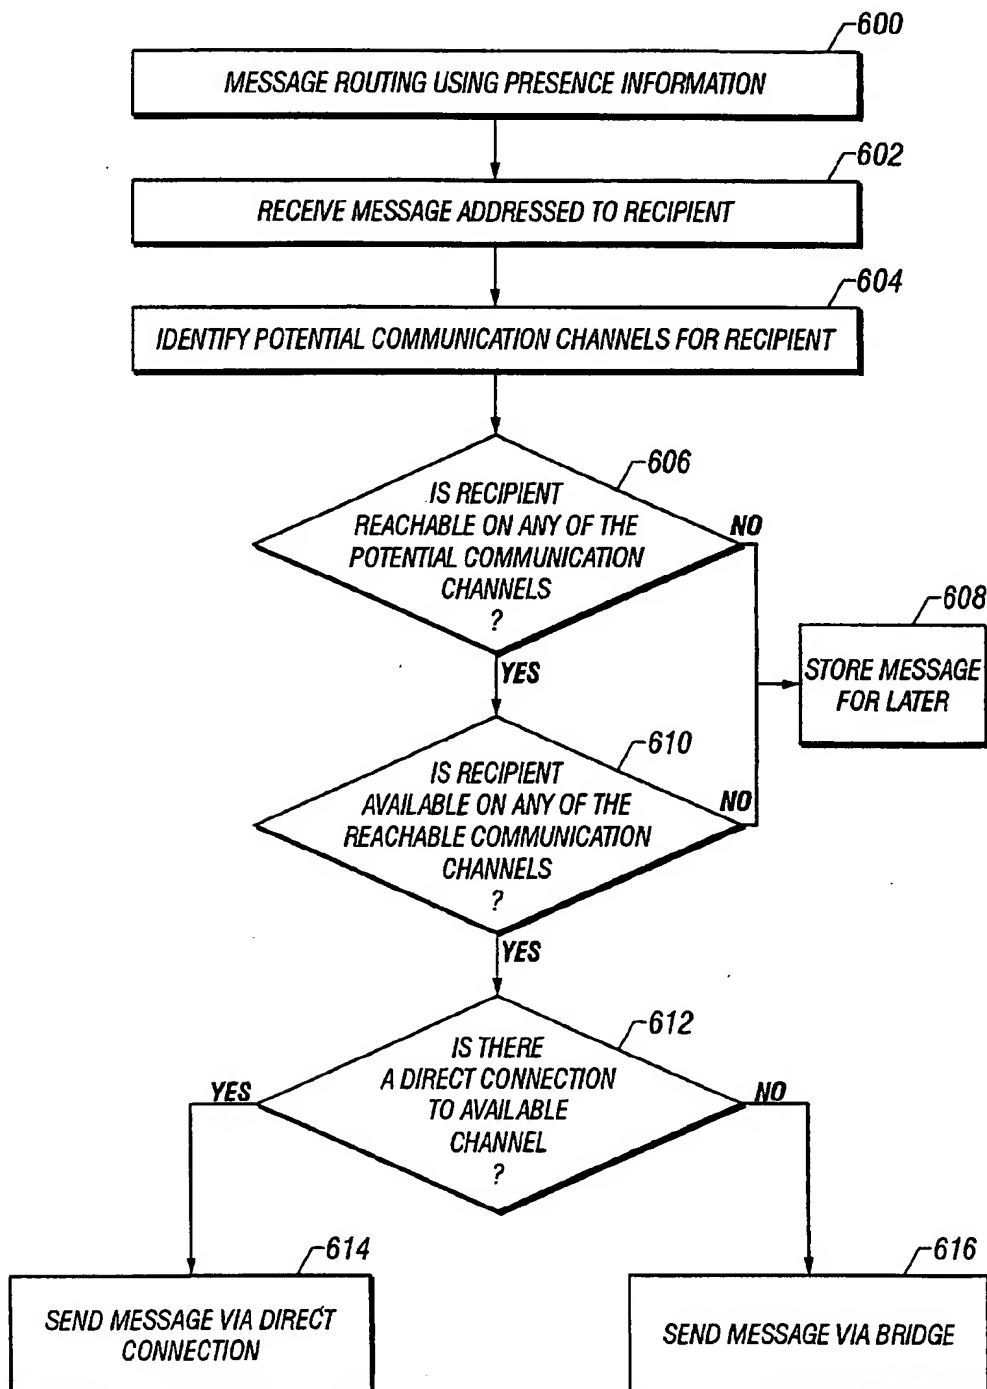 600
MESSAGE ROUTING USING PRESENCE INFORMATION
602
RECEIVE MESSAGE ADDRESSED TO RECIPIENT
604
IDENTIFY POTENTIAL COMMUNICATION CHANNELS FOR RECIPIENT
606
IS RECIPIENT
REACHABLE ON ANY OF THE
POTENTIAL COMMUNICATION
CHANNELS
?
NO
YES
608
STORE MESSAGE
FOR LATER
610
IS RECIPIENT
AVAILABLE ON ANY OF THE
REACHABLE COMMUNICATION
CHANNELS
?
NO
YES
612
IS THERE
A DIRECT CONNECTION
TO AVAILABLE
CHANNEL
?
YES
NO
614
SEND MESSAGE VIA DIRECT
CONNECTION
616
SEND MESSAGE VIA BRIDGE